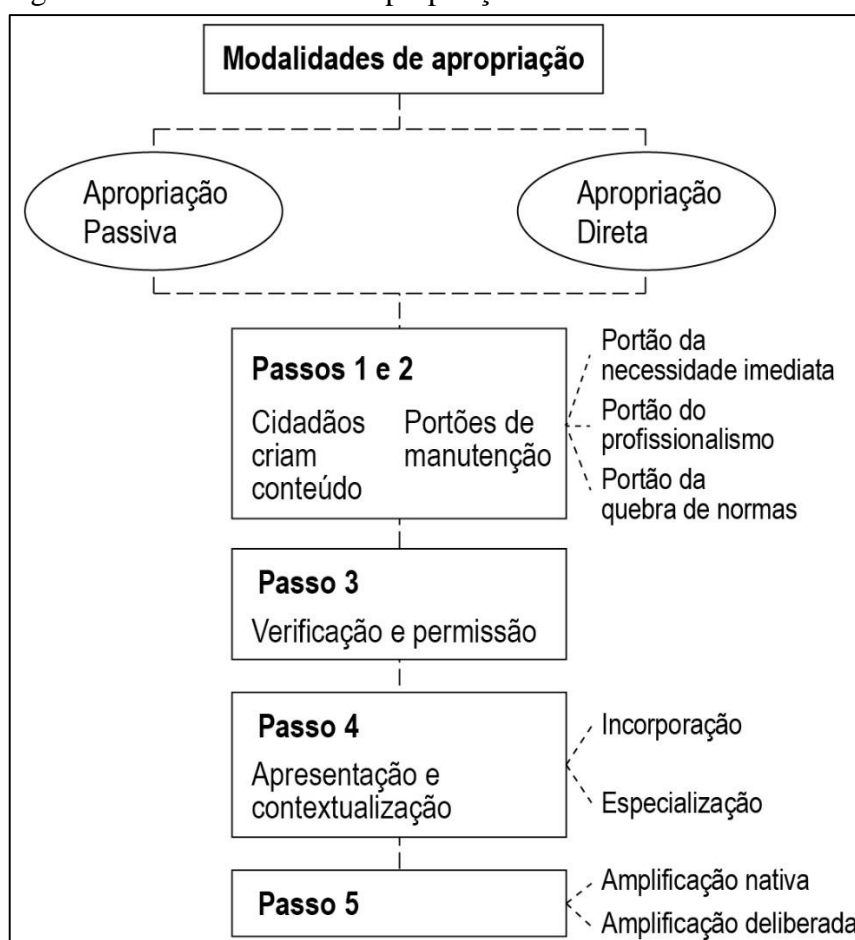 Modalidades de apropriação
Apropriação
Passiva
Apropriação
Direta
Passos 1 e 2
Cidadãos
criam
conteúdo
Portões de
manutenção
Portão da
necessidade imediata
Portão do
profissionalismo
Portão da
quebra de normas
Passo 3
Verificação e permissão
Passo 4
Apresentação e
contextualização
Incorporação
Especialização
Passo 5
Amplificação nativa
Amplificação deliberada